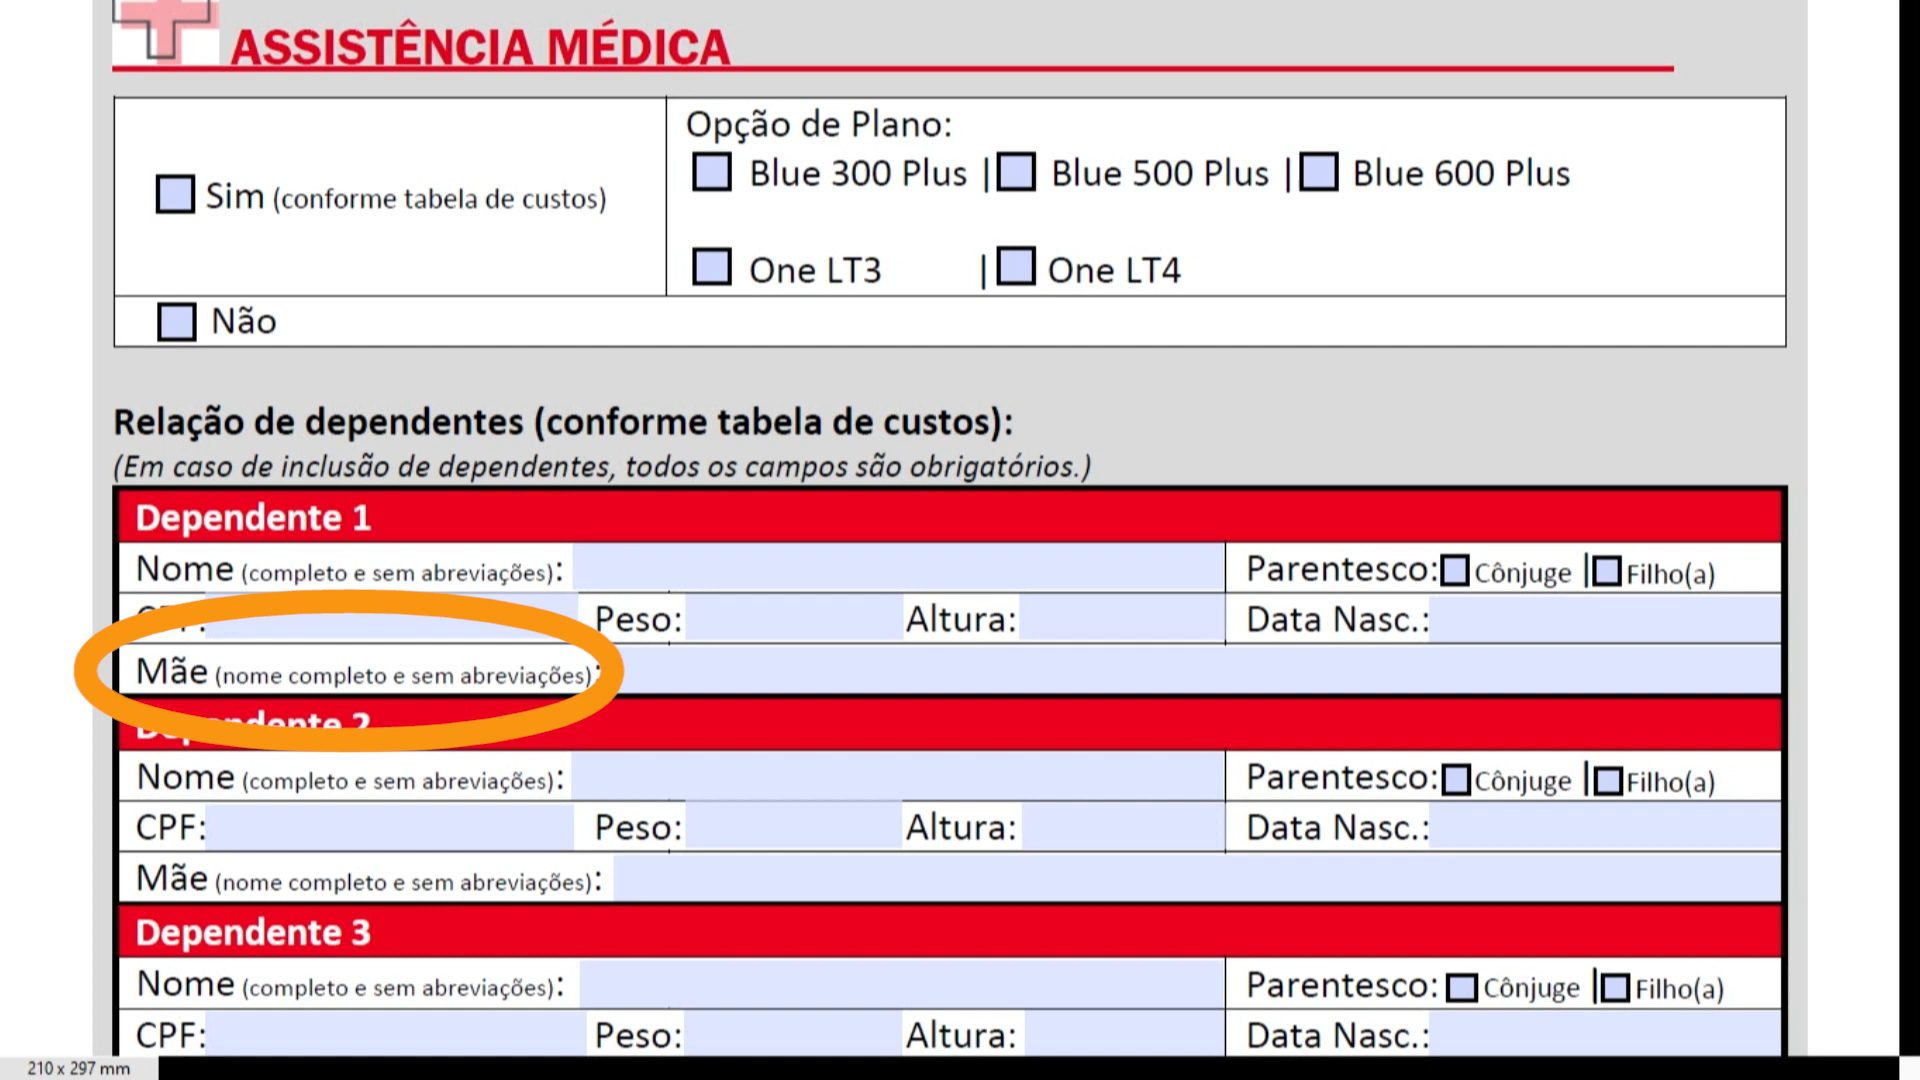 ASSISTÊNCIA MÉDICA
Opção de Plano:
Sim (conforme tabela de custos)
Blue 300 Plus | Blue 500 Plus | Blue 600 Plus
One LT3 | One LT4
Não
Relação de dependentes (conforme tabela de custos):
(Em caso de inclusão de dependentes, todos os campos são obrigatórios.)
Dependente 1
Nome (completo e sem abreviações): Parentesco: Cônjuge | Filho(a)
CPF: Peso: Altura: Data Nasc.:
Mãe (nome completo e sem abreviações):
Dependente 2
Nome (completo e sem abreviações): Parentesco: Cônjuge | Filho(a)
CPF: Peso: Altura: Data Nasc.:
Mãe (nome completo e sem abreviações):
Dependente 3
Nome (completo e sem abreviações): Parentesco: Cônjuge | Filho(a)
CPF: Peso: Altura: Data Nasc.:
210 x 297 mm